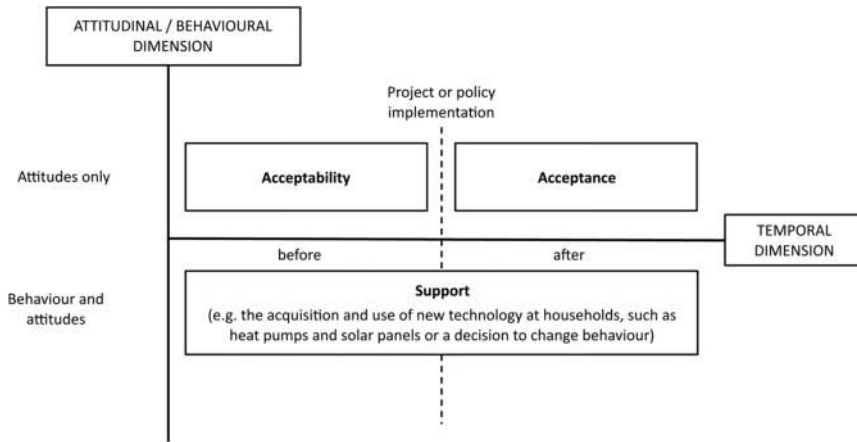 ATTITUDINAL / BEHAVIOURAL
DIMENSION
Project or policy
implementation
Attitudes only
Acceptability
Acceptance
TEMPORAL
DIMENSION
before
after
Behaviour and
attitudes
Support
(e.g. the acquisition and use of new technology at households, such as
heat pumps and solar panels or a decision to change behaviour)